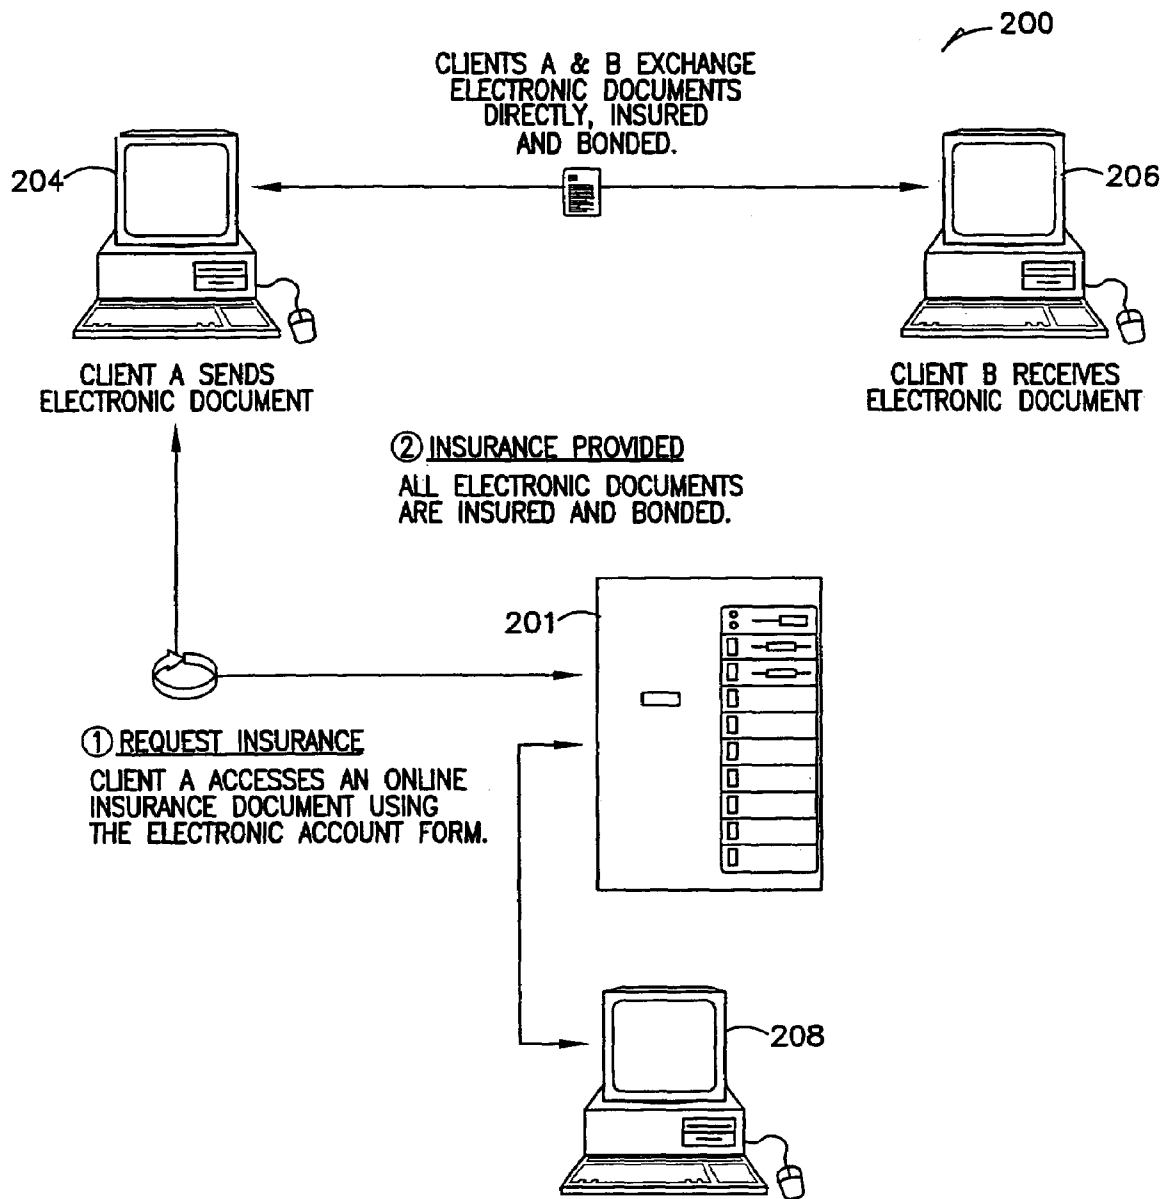 200
CLIENTS A & B EXCHANGE
ELECTRONIC DOCUMENTS
DIRECTLY, INSURED
AND BONDED.
204
206
CLIENT A SENDS
ELECTRONIC DOCUMENT
CLIENT B RECEIVES
ELECTRONIC DOCUMENT
② INSURANCE PROVIDED
ALL ELECTRONIC DOCUMENTS
ARE INSURED AND BONDED.
201
① REQUEST INSURANCE
CLIENT A ACCESSES AN ONLINE
INSURANCE DOCUMENT USING
THE ELECTRONIC ACCOUNT FORM.
208